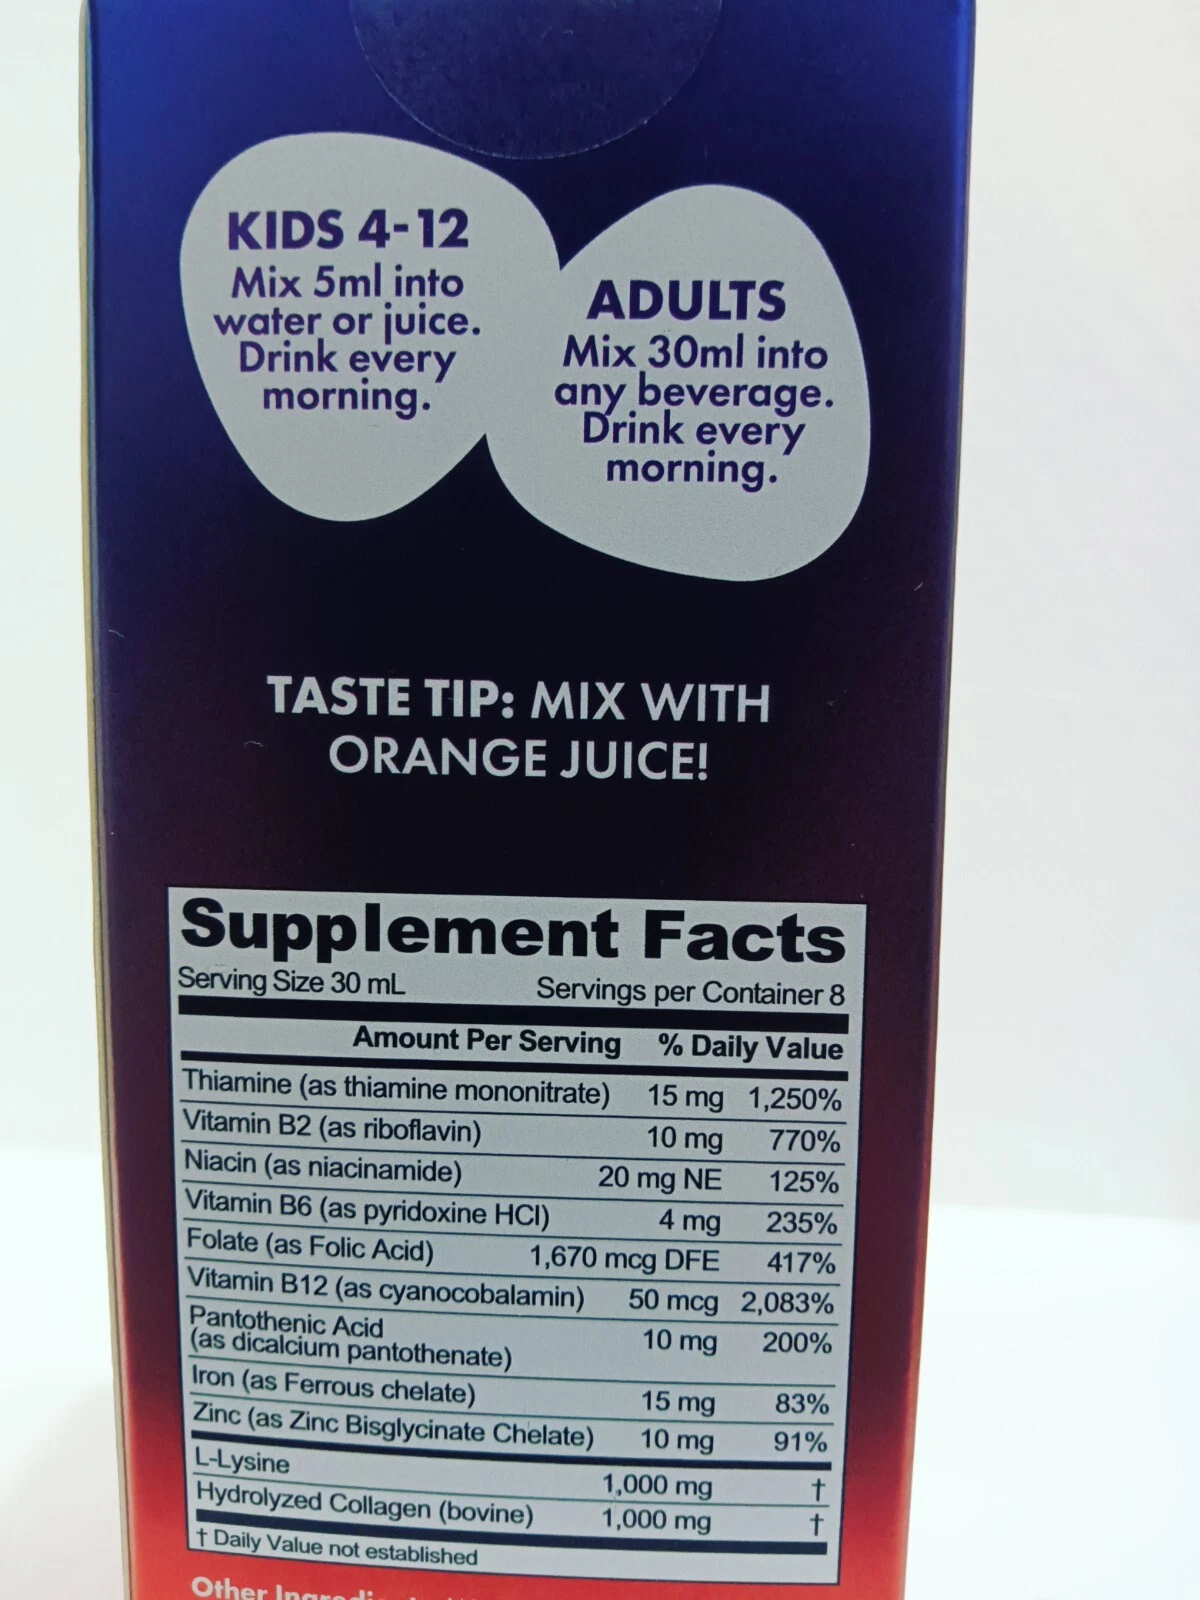 KIDS 4-12
Mix 5ml into
water or juice.
Drink every
morning.
ADULTS
Mix 30ml into
any beverage.
Drink every
morning.
TASTE TIP: MIX WITH
ORANGE JUICE!
Supplement Facts
Serving Size 30 mL Servings per Container 8
Amount Per Serving % Daily Value
Thiamine (as thiamine mononitrate) 15 mg 1,250%
Vitamin B2 (as riboflavin) 10 mg 770%
Niacin (as niacinamide) 20 mg NE 125%
Vitamin B6 (as pyridoxine HCl) 4 mg 235%
Folate (as Folic Acid) 1,670 mcg DFE 417%
Vitamin B12 (as cyanocobalamin) 50 mcg 2,083%
Pantothenic Acid
(as dicalcium pantothenate) 10 mg 200%
Iron (as Ferrous chelate) 15 mg 83%
Zinc (as Zinc Bisglycinate Chelate) 10 mg 91%
L-Lysine 1,000 mg †
Hydrolyzed Collagen (bovine) 1,000 mg †
† Daily Value not established
Other